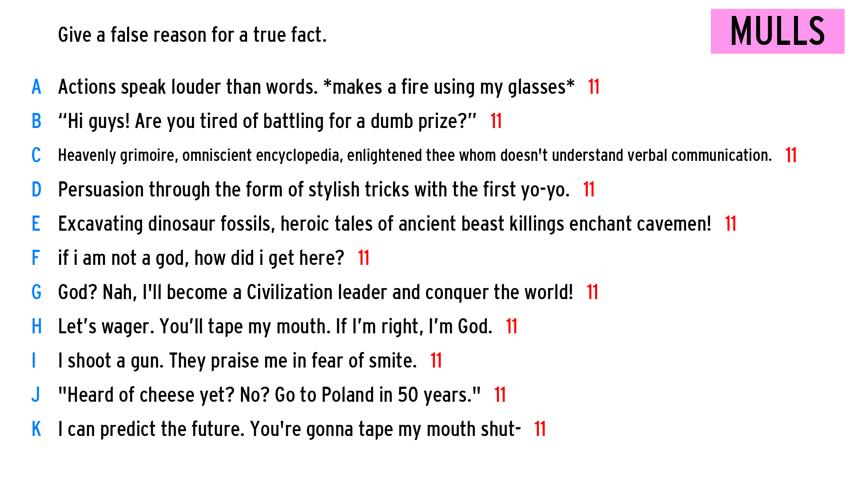 Give a false reason for a true fact.
MULLS
A Actions speak louder than words. *makes a fire using my glasses* 11
B “Hi guys! Are you tired of battling for a dumb prize?” 11
C Heavenly grimoire, omniscient encyclopedia, enlightened thee whom doesn't understand verbal communication. 11
D Persuasion through the form of stylish tricks with the first yo-yo. 11
E Excavating dinosaur fossils, heroic tales of ancient beast killings enchant cavemen! 11
F if i am not a god, how did i get here? 11
G God? Nah, I'll become a Civilization leader and conquer the world! 11
H Let’s wager. You’ll tape my mouth. If I’m right, I’m God. 11
I I shoot a gun. They praise me in fear of smite. 11
J "Heard of cheese yet? No? Go to Poland in 50 years." 11
K I can predict the future. You're gonna tape my mouth shut- 11